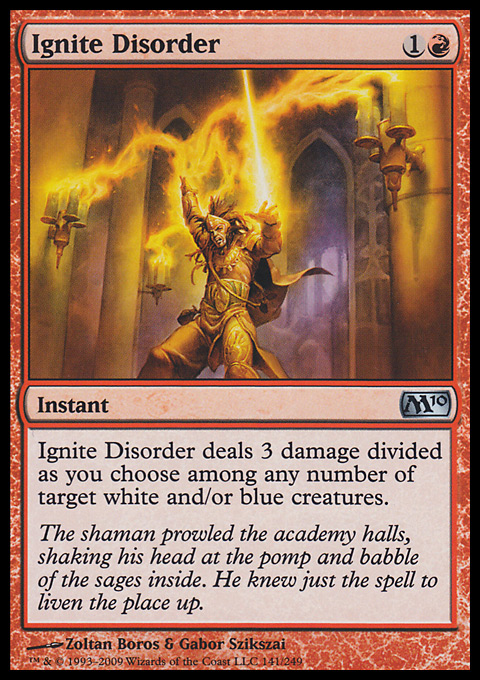 Ignite Disorder 1
Instant M10
Ignite Disorder deals 3 damage divided
as you choose among any number of
target white and/or blue creatures.
The shaman prowled the academy halls,
shaking his head at the pomp and babble
of the sages inside. He knew just the spell to
liven the place up.
Zoltan Boros & Gabor Szikszai
™ & © 1993–2009 Wizards of the Coast LLC 141/249